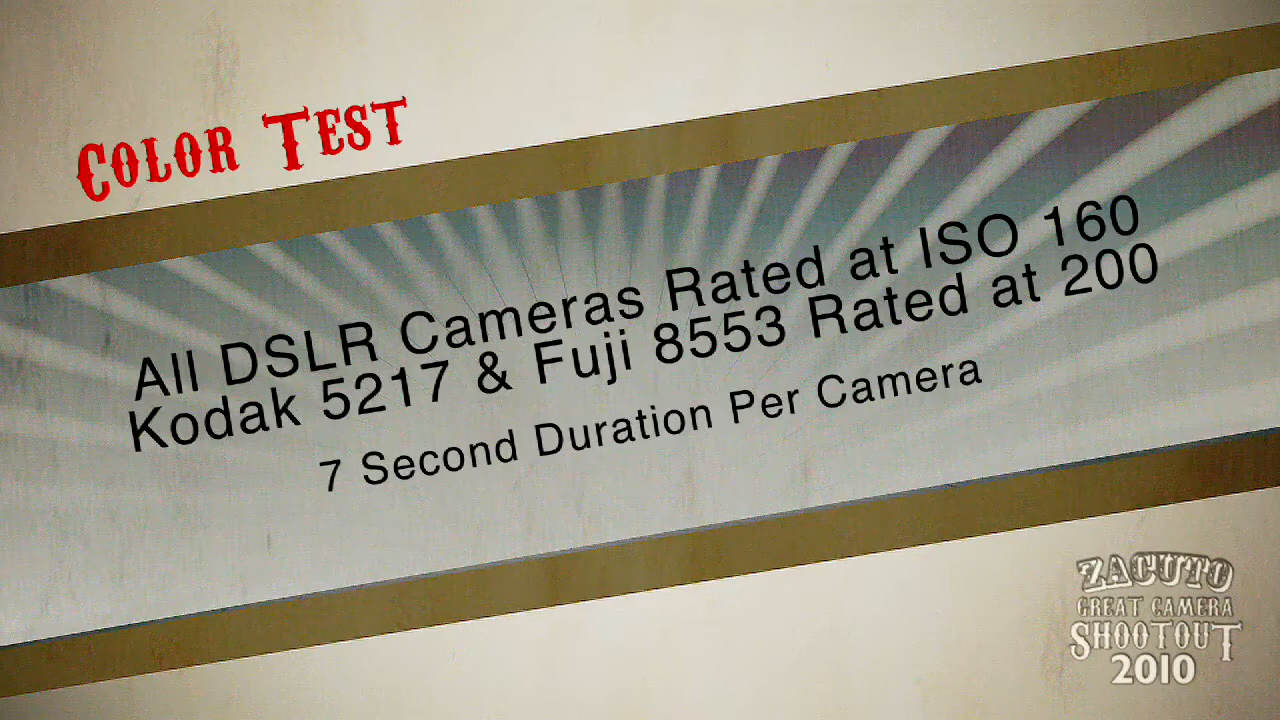 COLOR TEST
All DSLR Cameras Rated at ISO 160
Kodak 5217 & Fuji 8553 Rated at 200
7 Second Duration Per Camera
ZACUTO
GREAT CAMERA
SHOOTOUT
2010